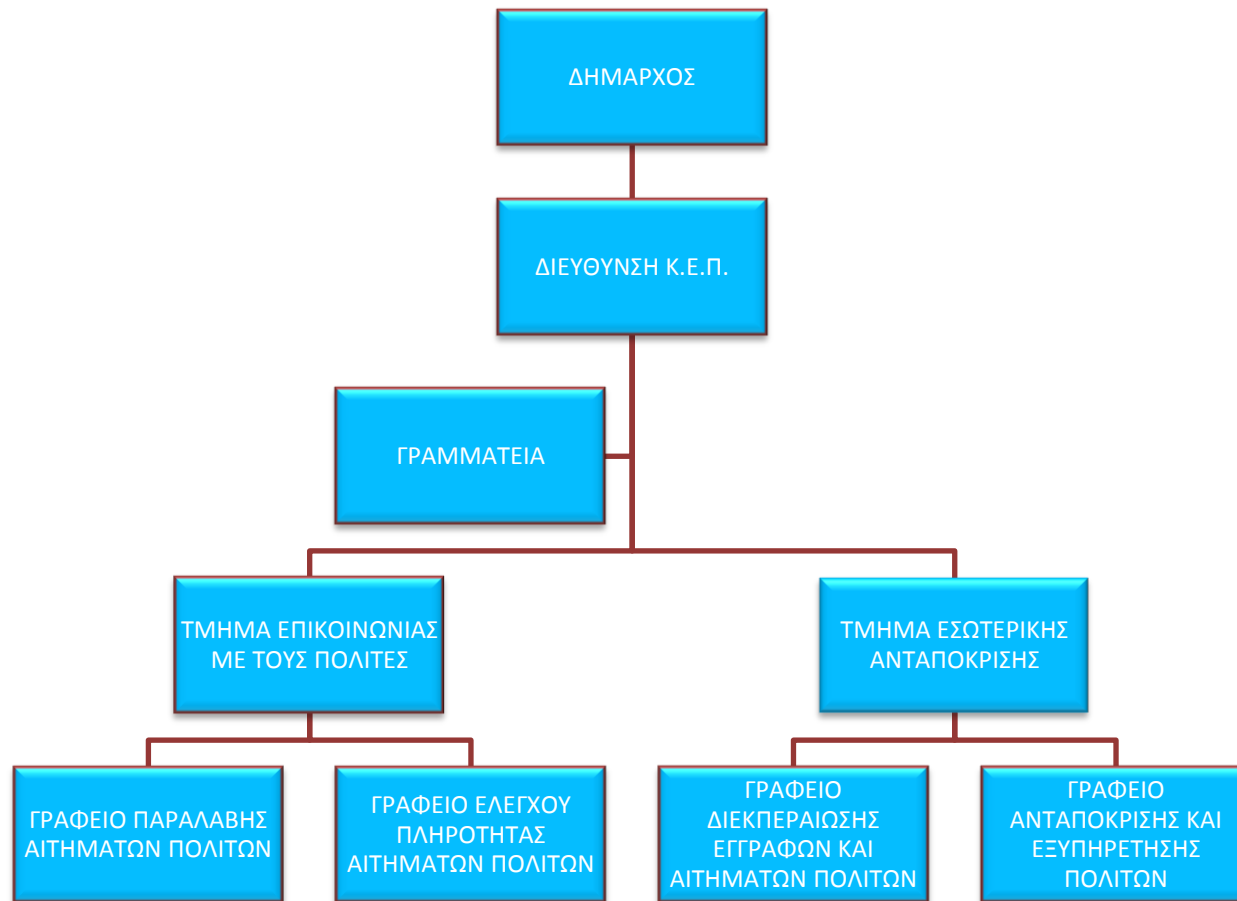 ΔΗΜΑΡΧΟΣ
ΔΙΕΥΘΥΝΣΗ Κ.Ε.Π.
ΓΡΑΜΜΑΤΕΙΑ
ΤΜΗΜΑ ΕΠΙΚΟΙΝΩΝΙΑΣ
ΜΕ ΤΟΥΣ ΠΟΛΙΤΕΣ
ΤΜΗΜΑ ΕΣΩΤΕΡΙΚΗΣ
ΑΝΤΑΠΟΚΡΙΣΗΣ
ΓΡΑΦΕΙΟ ΠΑΡΑΛΑΒΗΣ
ΑΙΤΗΜΑΤΩΝ ΠΟΛΙΤΩΝ
ΓΡΑΦΕΙΟ ΕΛΕΓΧΟΥ
ΠΛΗΡΟΤΗΤΑΣ
ΑΙΤΗΜΑΤΩΝ ΠΟΛΙΤΩΝ
ΓΡΑΦΕΙΟ
ΔΙΕΚΠΕΡΑΙΩΣΗΣ
ΕΓΓΡΑΦΩΝ ΚΑΙ
ΑΙΤΗΜΑΤΩΝ ΠΟΛΙΤΩΝ
ΓΡΑΦΕΙΟ
ΑΝΤΑΠΟΚΡΙΣΗΣ ΚΑΙ
ΕΞΥΠΗΡΕΤΗΣΗΣ
ΠΟΛΙΤΩΝ